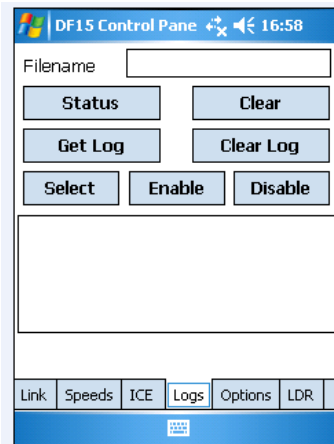 DF15 Control Pane 16:58
Filename
Status Clear
Get Log Clear Log
Select Enable Disable
Link Speeds ICE Logs Options LDR